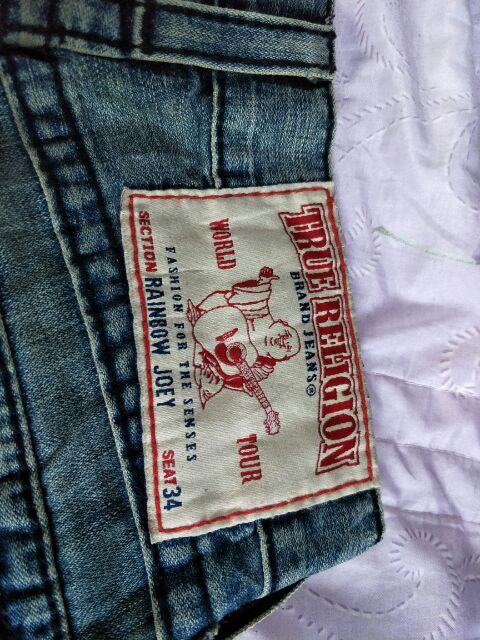 TRUE RELIGION
BRAND JEANS®
WORLD TOUR
FASHION FOR THE SENSES
SECTION RAINBOW JOEY SEAT 34